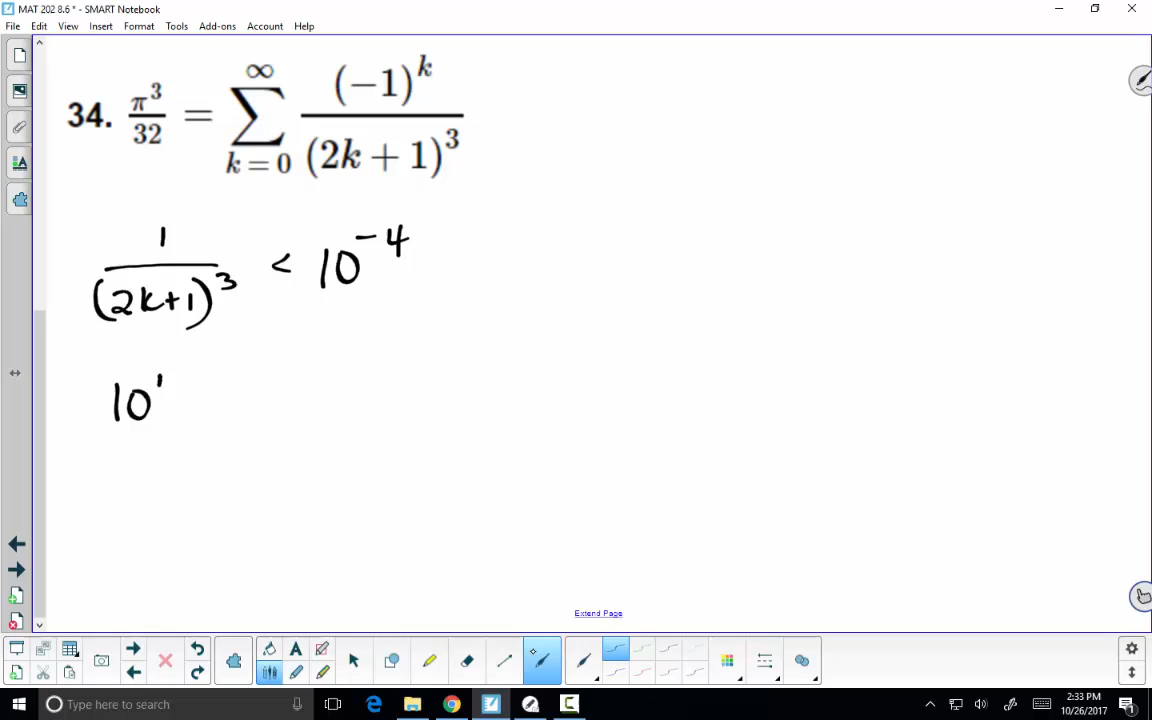 MAT 202 8.6 * - SMART Notebook
File Edit View Insert Format Tools Add-ons Account Help
34. π^3/32 = ∑_{k=0}^{∞} (−1)^k/(2k + 1)^3
1/(2k+1)^3 < 10^-4
10'
Extend Page
Type here to search
2:33 PM
10/26/2017
1